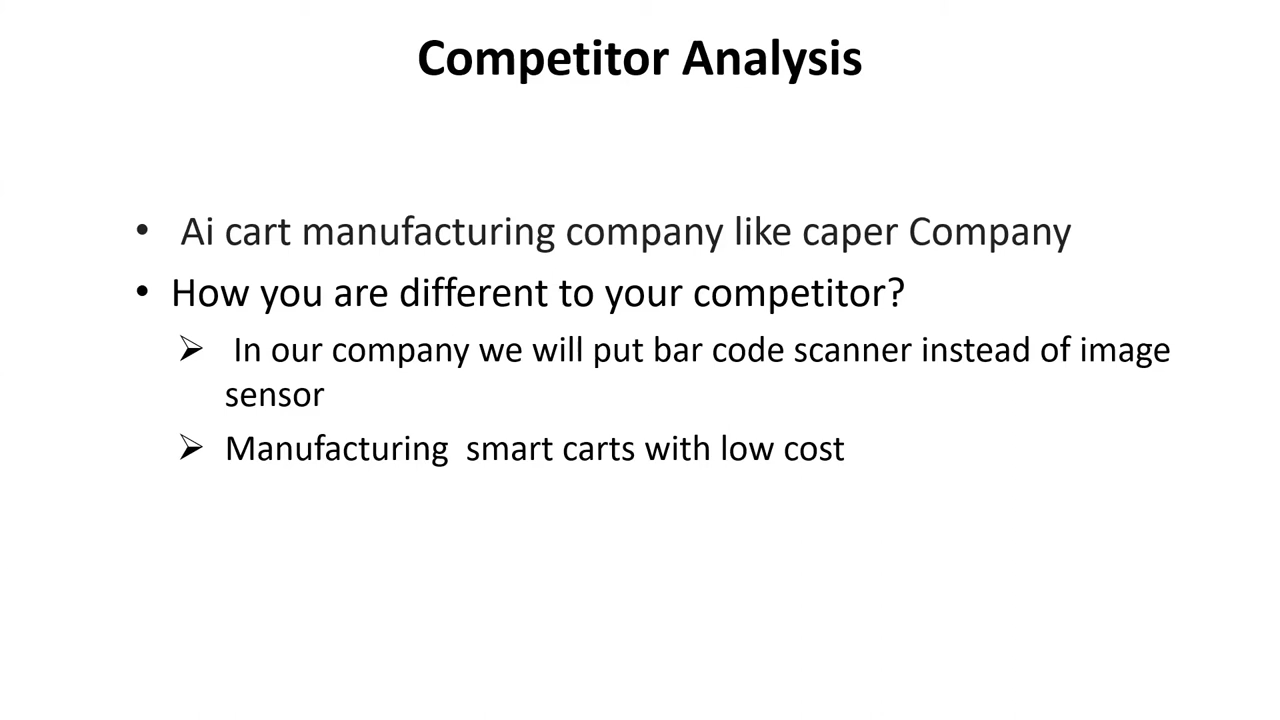 Competitor Analysis
• Ai cart manufacturing company like caper Company
• How you are different to your competitor?
➢ In our company we will put bar code scanner instead of image
sensor
➢ Manufacturing smart carts with low cost